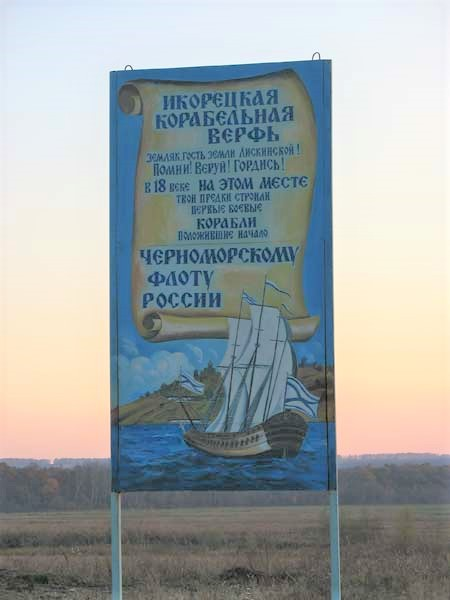 ИКОРЕЦКАЯ
КОРАБЕЛЬНАЯ
ВЕРФЬ
ЗЕМЛЯК, ГОСТЬ ЗЕМЛИ ЛИСКИНСКОЙ!
ПОМНИ! ВЕРУЙ! ГОРДИСЬ!
В 18 ВЕКЕ НА ЭТОМ МЕСТЕ
ТВОИ ПРЕДКИ СТРОИЛИ
ПЕРВЫЕ БОЕВЫЕ
КОРАБЛИ
ПОЛОЖИВШИЕ НАЧАЛО
ЧЕРНОМОРСКОМУ
ФЛОТУ
РОССИИ